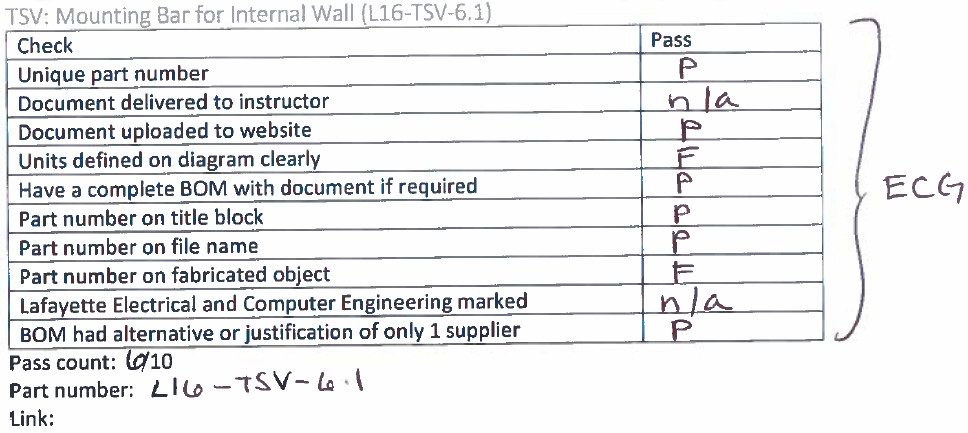 TSV: Mounting Bar for Internal Wall (L16-TSV-6.1)
Check Pass
Unique part number P
Document delivered to instructor n/a
Document uploaded to website P
Units defined on diagram clearly F
Have a complete BOM with document if required P
Part number on title block P
Part number on file name P
Part number on fabricated object F
Lafayette Electrical and Computer Engineering marked n/a
BOM had alternative or justification of only 1 supplier P
ECG
Pass count: 6/10
Part number: L16-TSV-6.1
Link: